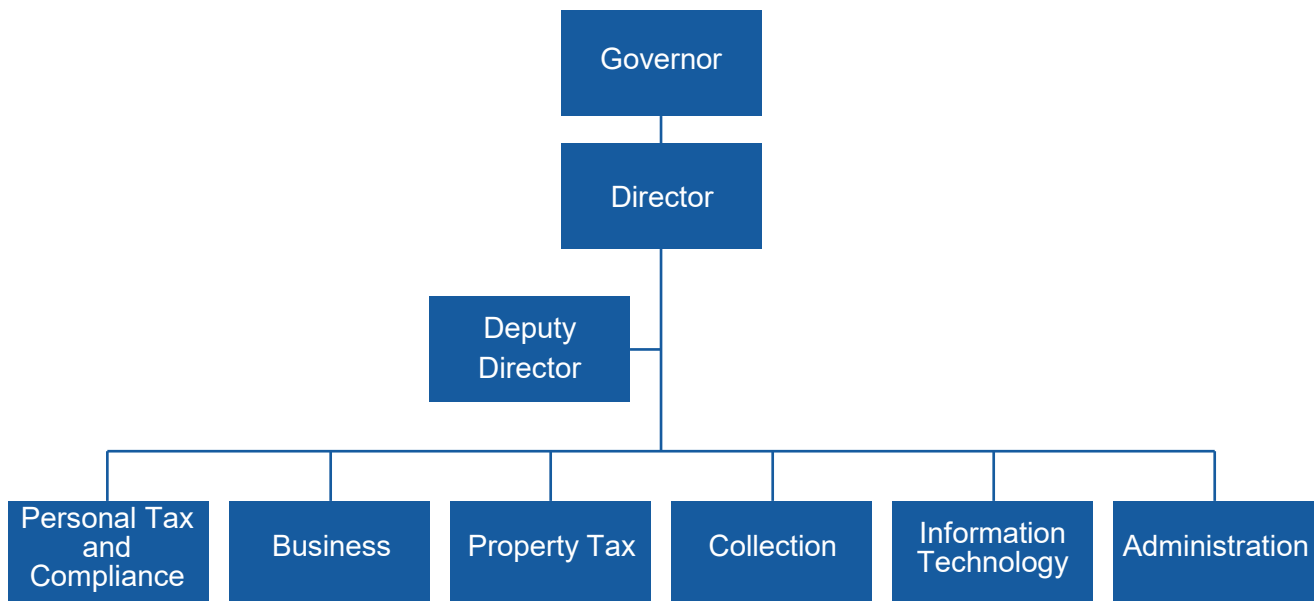 Governor
Director
Deputy
Director
Personal Tax
and
Compliance
Business
Property Tax
Collection
Information
Technology
Administration